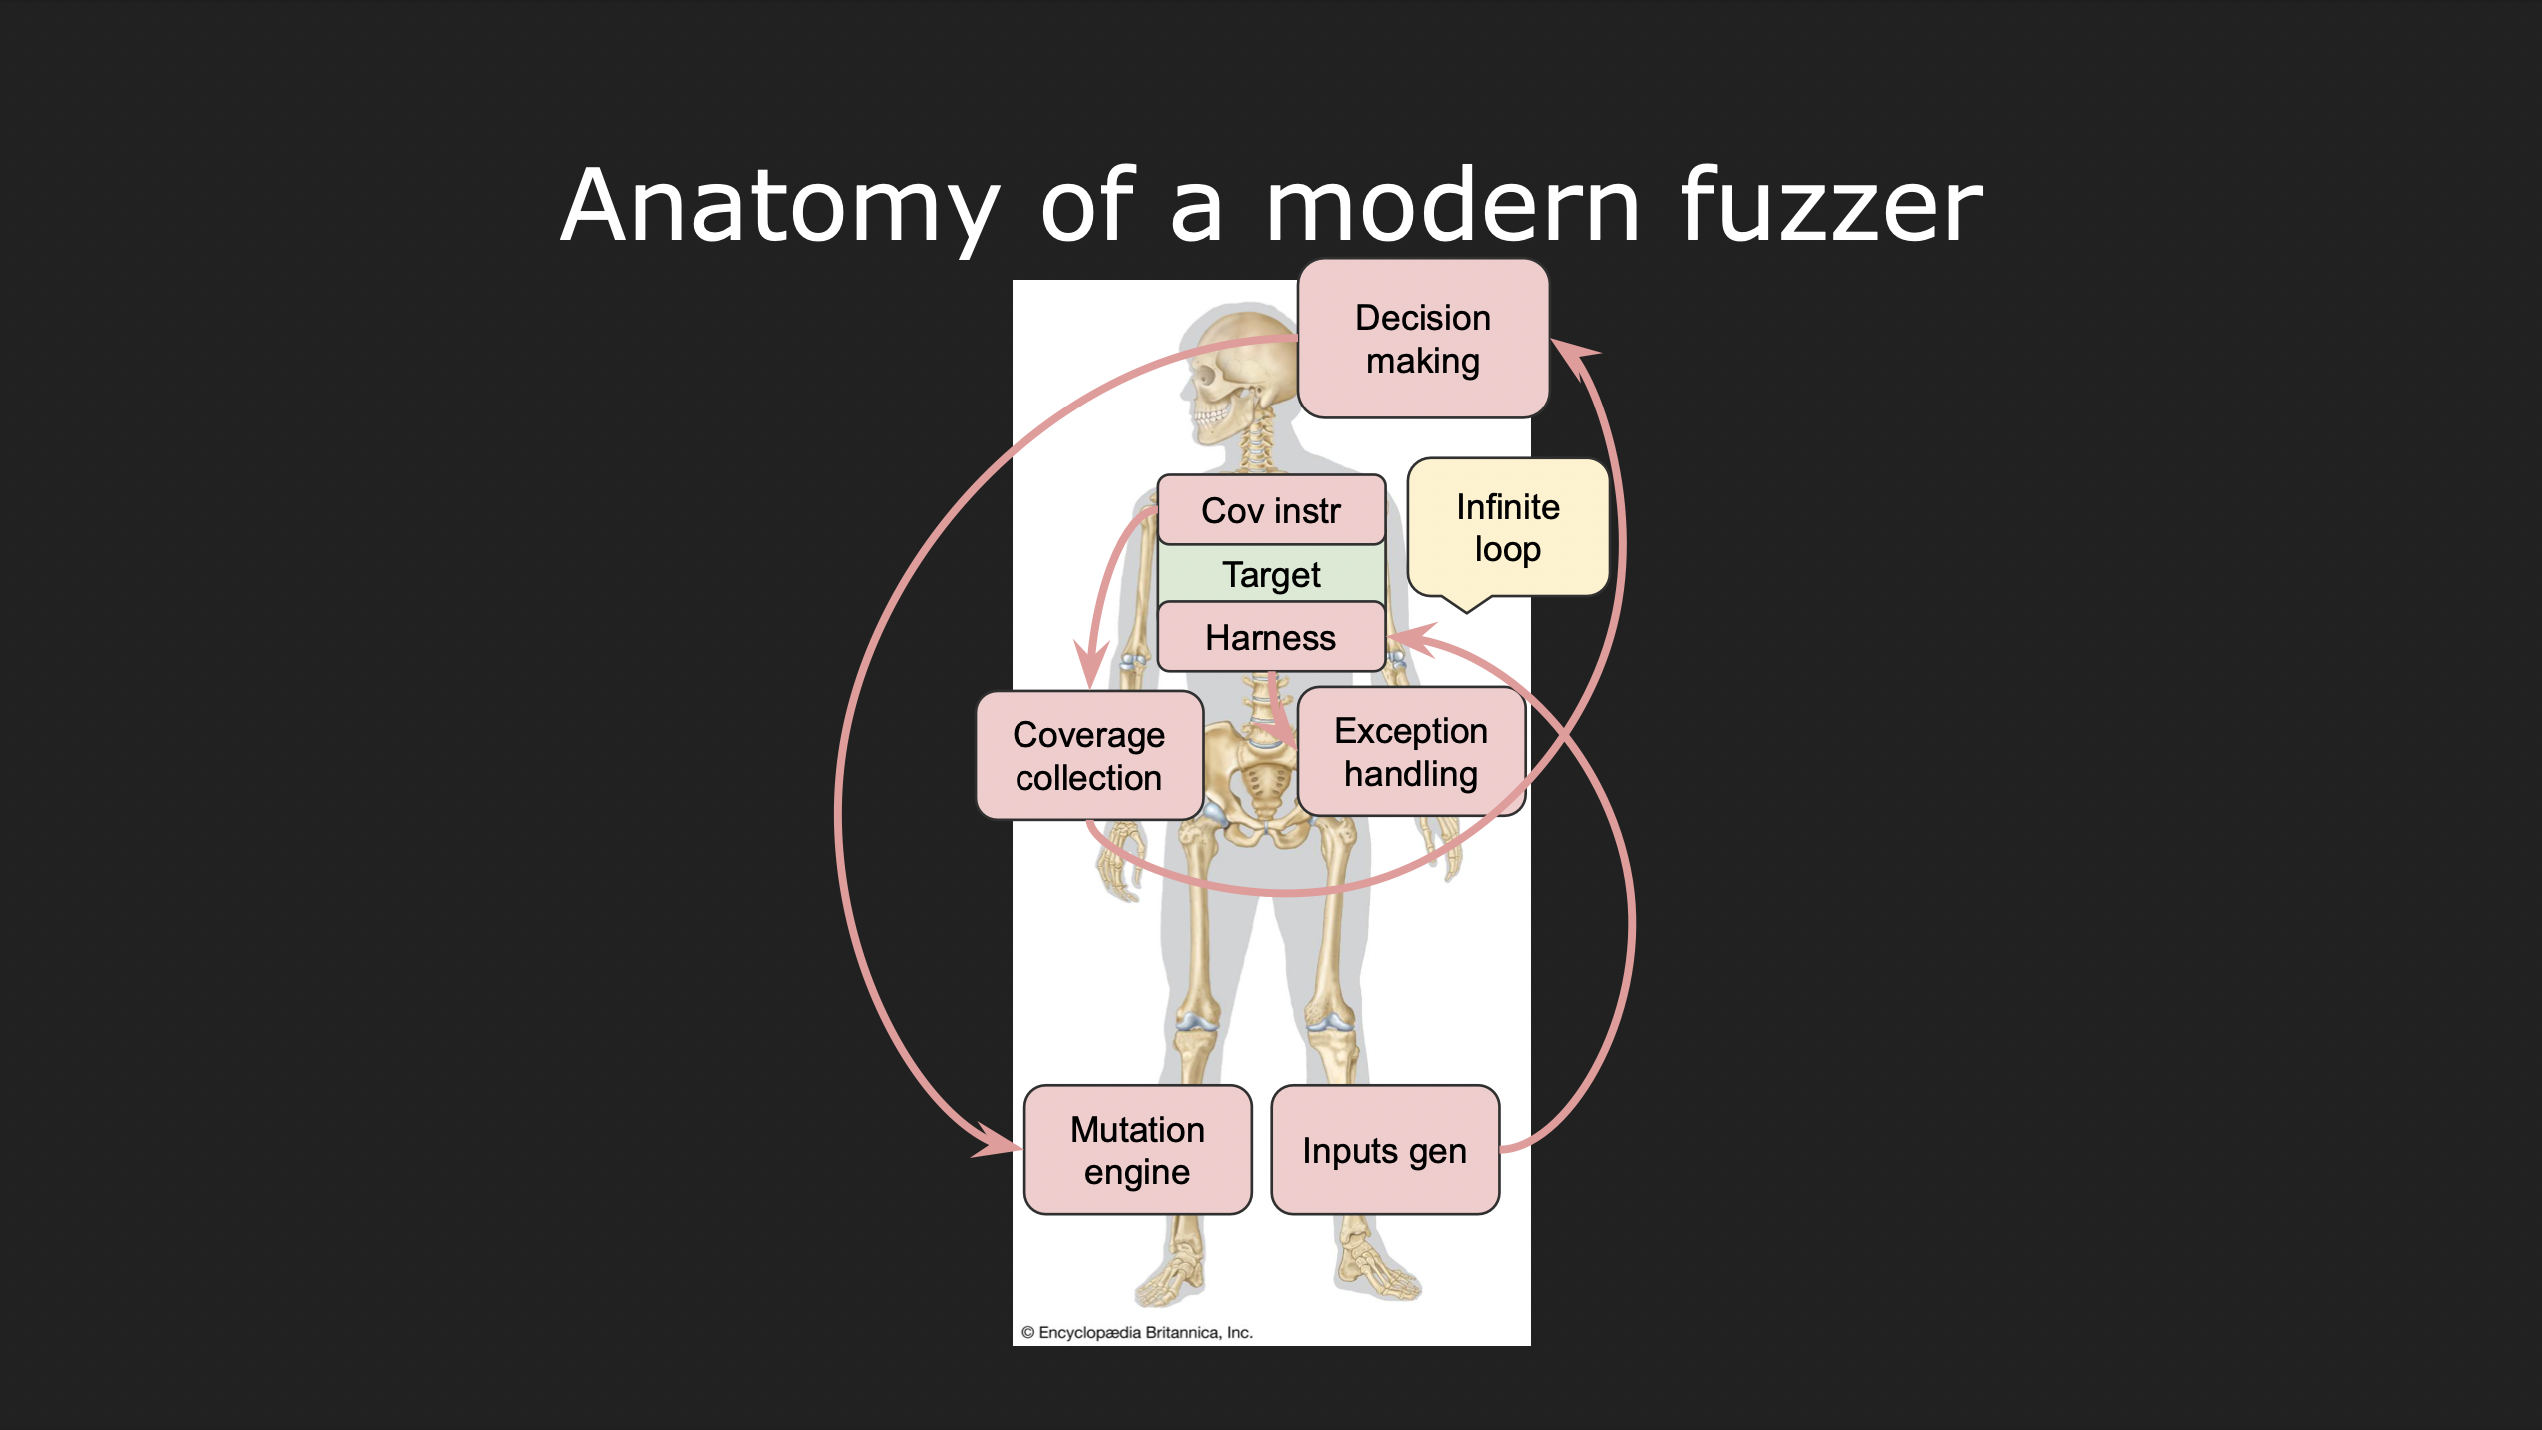 Anatomy of a modern fuzzer
Decision
making
Cov instr
Infinite
loop
Target
Harness
Coverage
collection
Exception
handling
Mutation
engine
Inputs gen
© Encyclopædia Britannica, Inc.